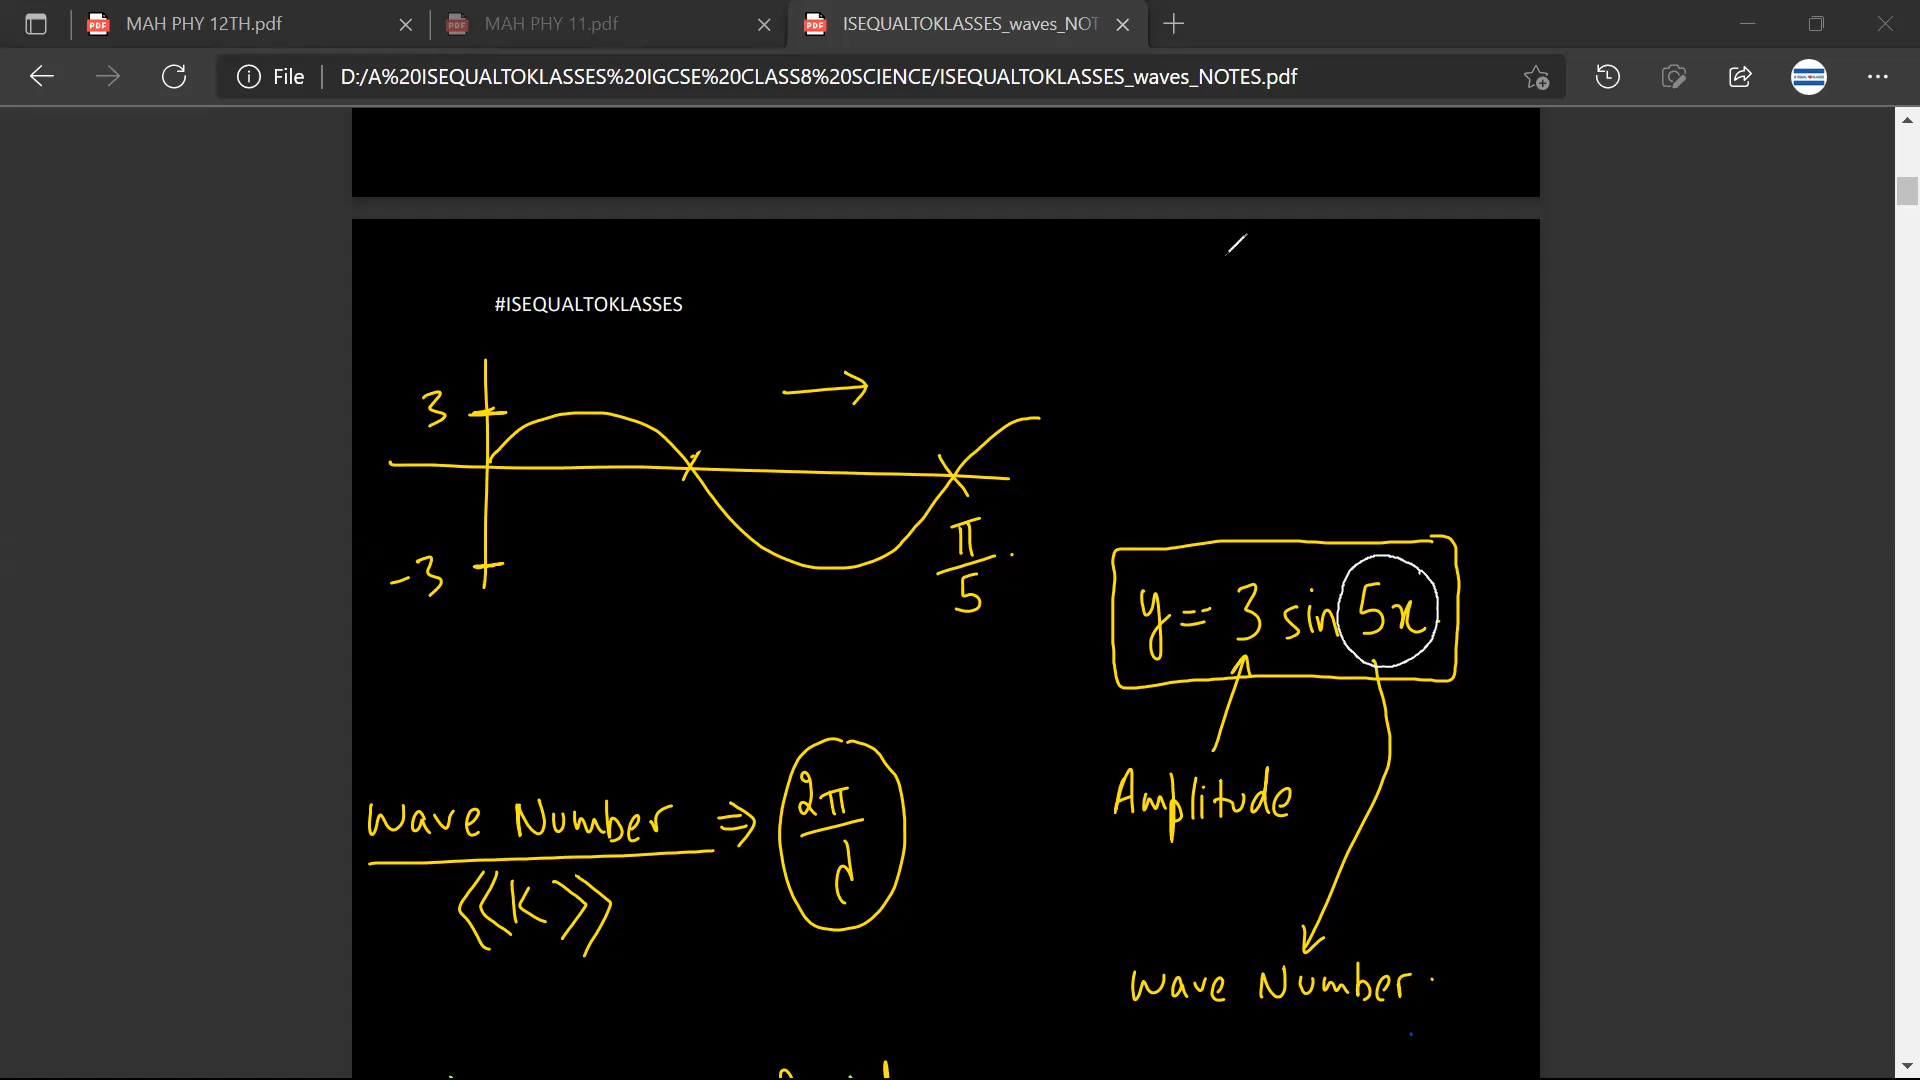 MAH PHY 12TH.pdf
MAH PHY 11.pdf
ISEQUALTOKLASSES_waves_NOT
File
D:/A%20ISEQUALTOKLASSES%20IGCSE%20CLASS8%20SCIENCE/ISEQUALTOKLASSES_waves_NOTES.pdf
#ISEQUALTOKLASSES
3
-3
π/5
y = 3 sin 5x
Amplitude
Wave Number ⇒ 2π/d
<<K>>
Wave Number